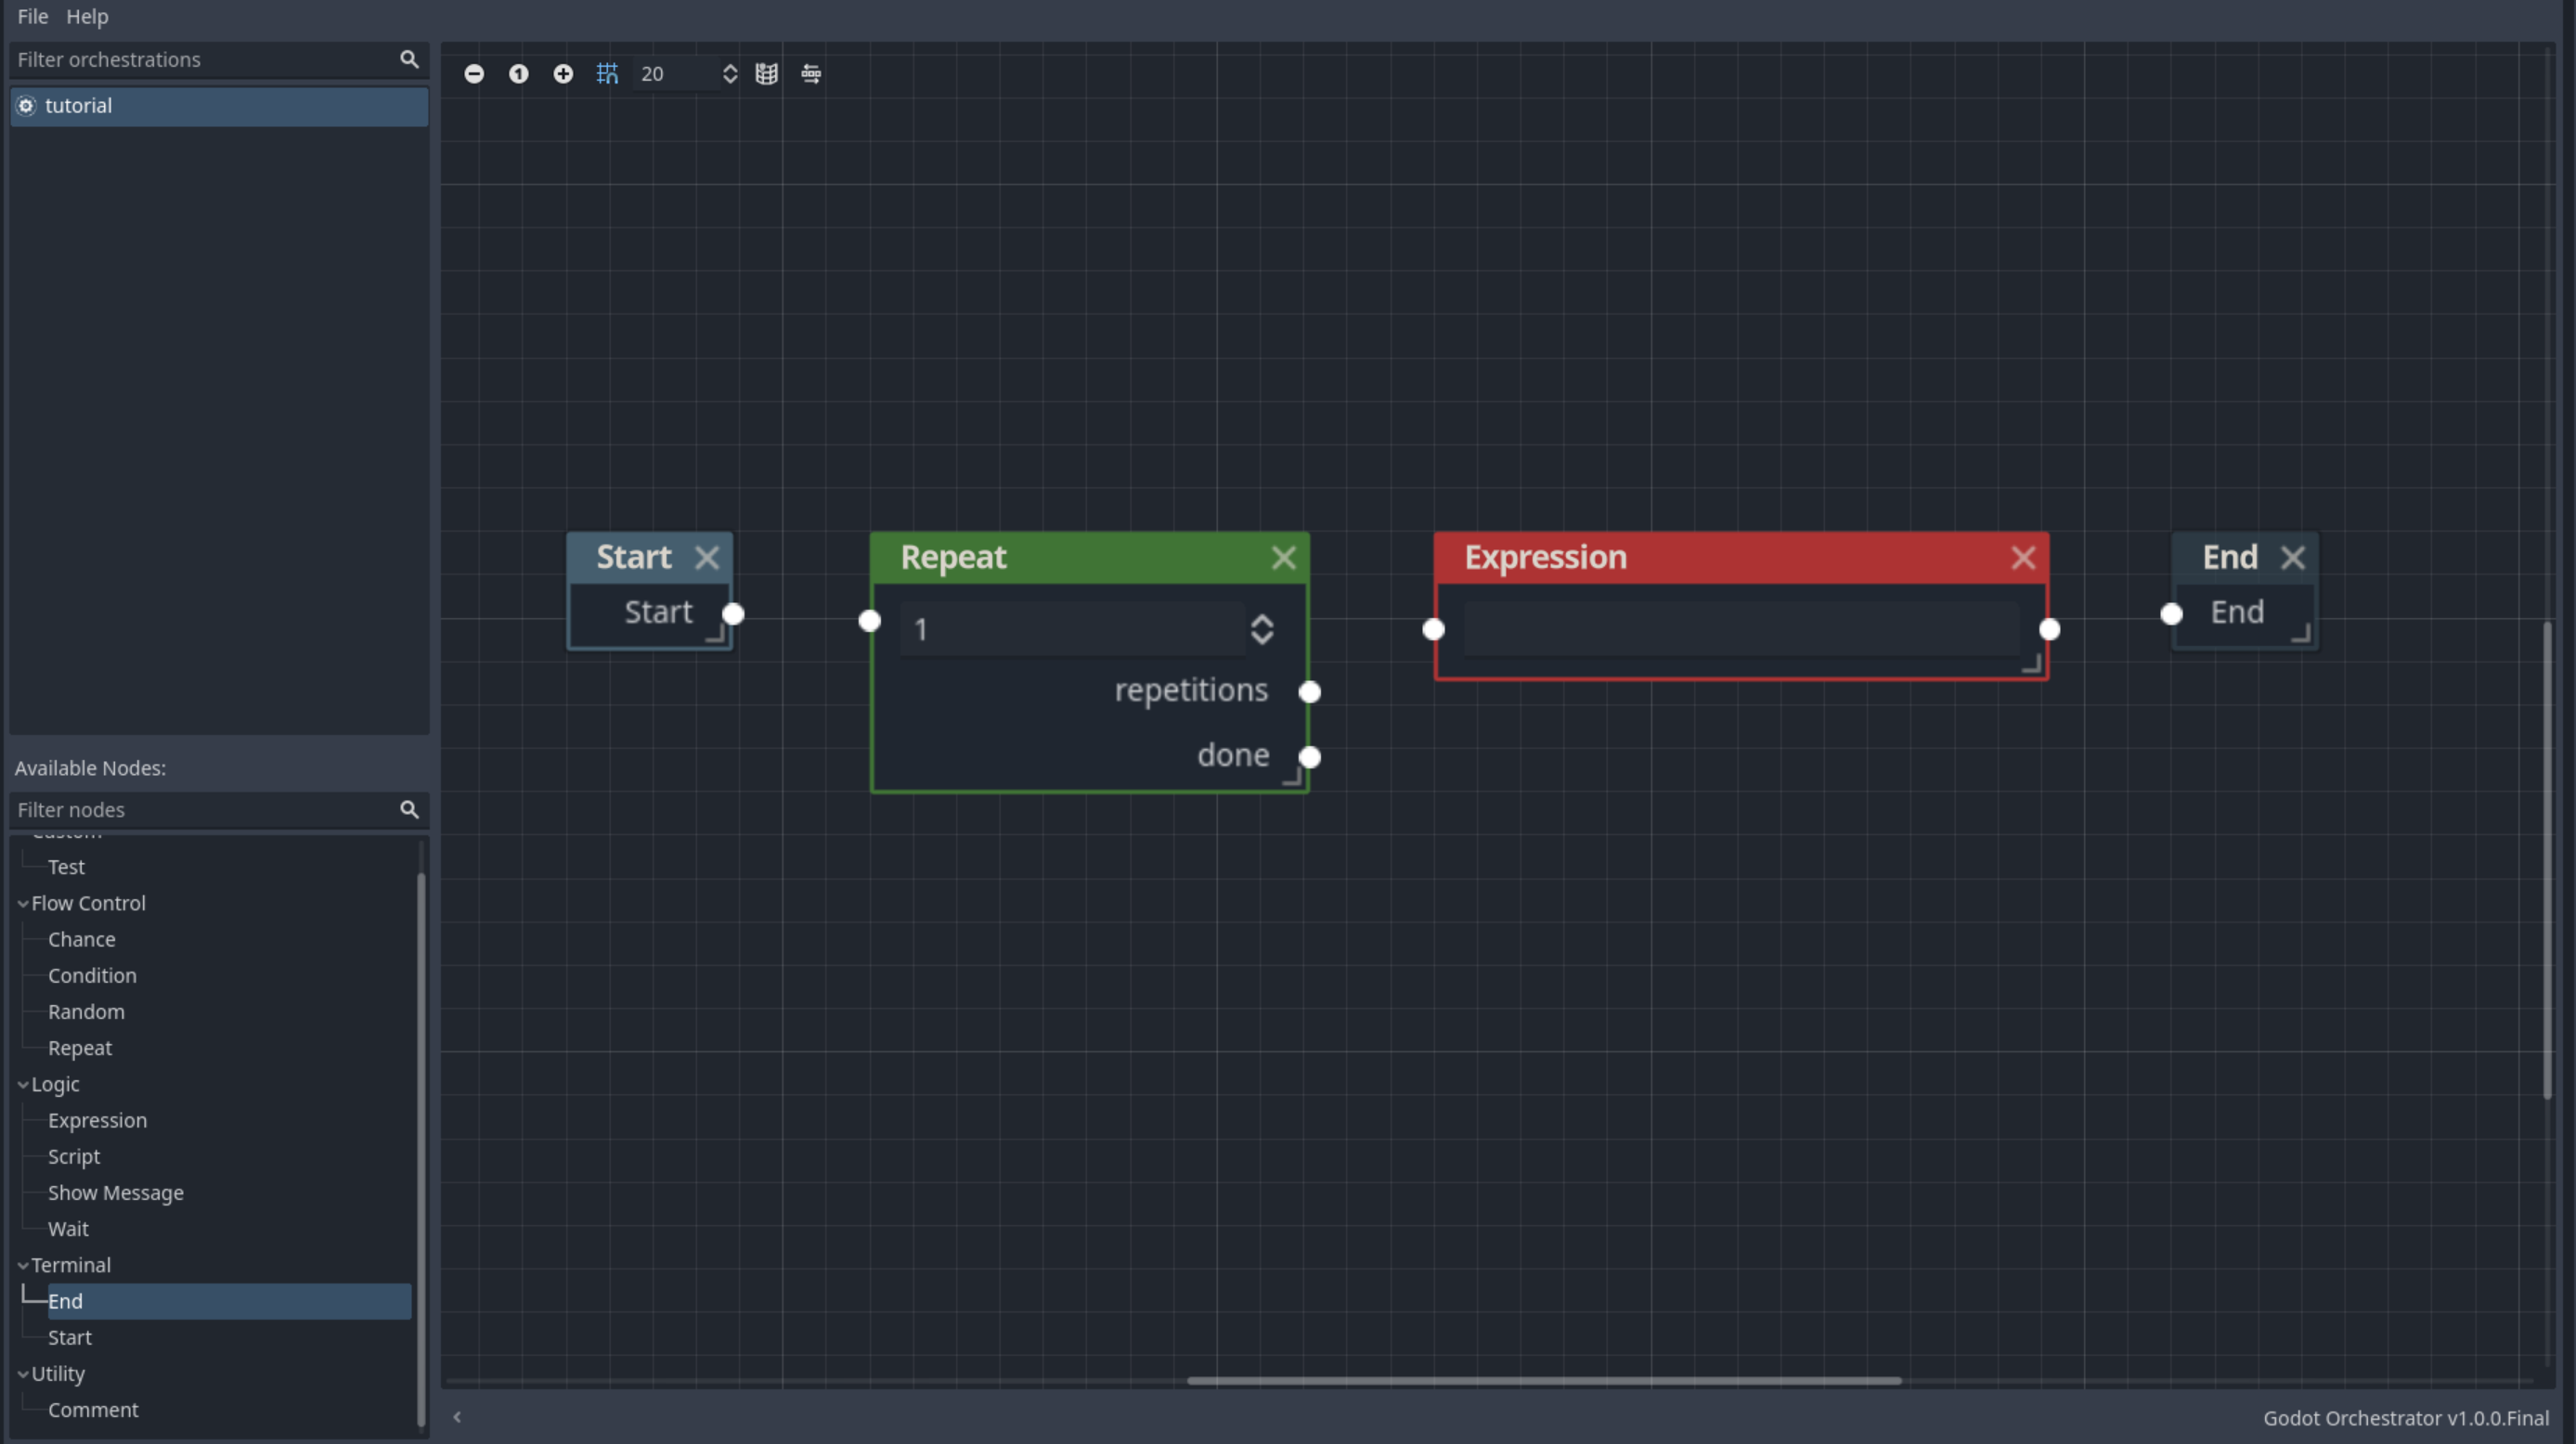 File Help
Filter orchestrations
tutorial
Available Nodes:
Filter nodes
Custom
Test
Flow Control
Chance
Condition
Random
Repeat
Logic
Expression
Script
Show Message
Wait
Terminal
End
Start
Utility
Comment
20
Start
Start
Repeat
1
repetitions
done
Expression
End
End
Godot Orchestrator v1.0.0.Final